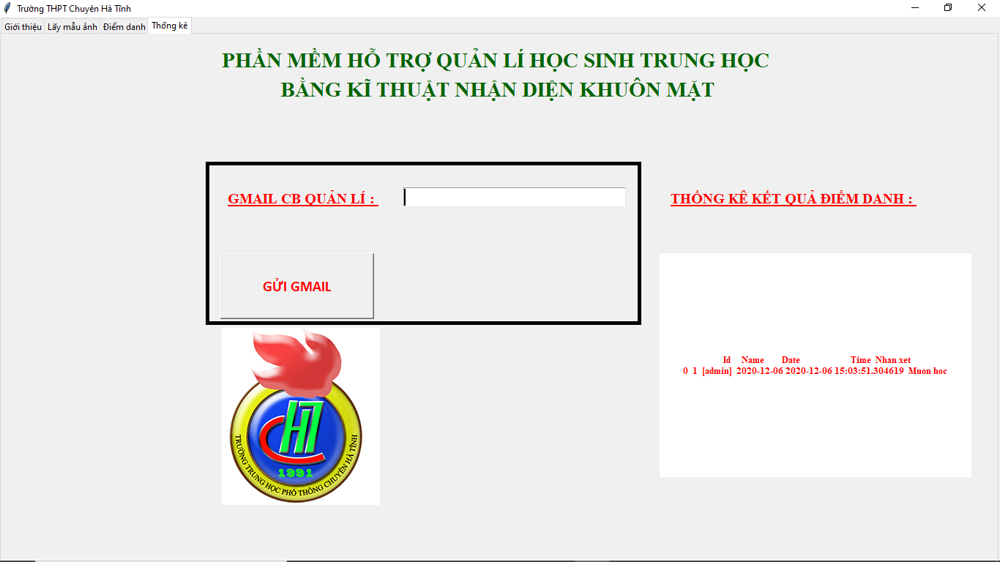 Trường THPT Chuyên Hà Tĩnh
Giới thiệu Lấy mẫu ảnh Điểm danh Thống kê
PHẦN MỀM HỖ TRỢ QUẢN LÍ HỌC SINH TRUNG HỌC
BẰNG KĨ THUẬT NHẬN DIỆN KHUÔN MẶT
GMAIL CB QUẢN LÍ :
THỐNG KÊ KẾT QUẢ ĐIỂM DANH :
GỬI GMAIL
Id Name Date Time Nhan xet
0 1 [admin] 2020-12-06 2020-12-06 15:03:51.304619 Muon hoc
CHT
1991
TRƯỜNG TRUNG HỌC PHỔ THÔNG CHUYÊN HÀ TĨNH